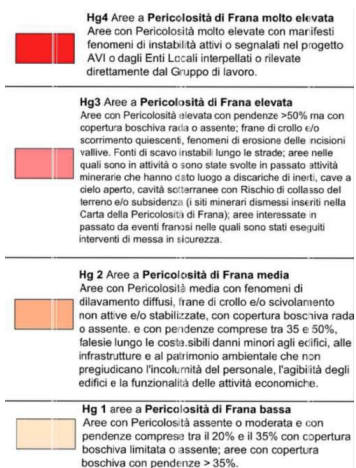 Hg4 Aree a Pericolosità di Frana molto elevata
Aree con Pericolosità molto elevate con manifesti
fenomeni di instabilità attivi o segnalati nel progetto
AVI o dagli Enti Locali interpellati o rilevate
direttamente dal Gruppo di lavoro.
Hg3 Aree a Pericolosità di Frana elevata
Aree con Pericolosità elevata con pendenze >50% ma con
copertura boschiva rada o assente; frane di crollo e/o
scorrimento quiescenti, fenomeni di erosione delle incisioni
vallive. Fonti di scavo instabili lungo le strade; aree nelle
quali sono in attività o sono state svolte in passato attività
minerarie che hanno dato luogo a discariche di inerti, cave a
cielo aperto, cavità sotterranee con Rischio di collasso del
terreno e/o subsidenza (i siti minerari dismessi inseriti nella
Carta della Pericolosità di Frana); aree interessate in
passato da eventi franosi nelle quali sono stati eseguiti
interventi di messa in sicurezza.
Hg 2 Aree a Pericolosità di Frana media
Aree con Pericolosità media con fenomeni di
dilavamento diffusi, frane di crollo e/o scivolamento
non attive e/o stabilizzate, con copertura boschiva rada
o assente. e con pendenze comprese tra 35 e 50%,
falesie lungo le coste.sibili danni minori agli edifici, alle
infrastrutture e al patrimonio ambientale che non
pregiudicano l'incolumità del personale, l'agibilità degli
edifici e la funzionalità delle attività economiche.
Hg 1 aree a Pericolosità di Frana bassa
Aree con Pericolosità assente o moderata e con
pendenze comprese tra il 20% e il 35% con copertura
boschiva limitata o assente; aree con copertura
boschiva con pendenze > 35%.